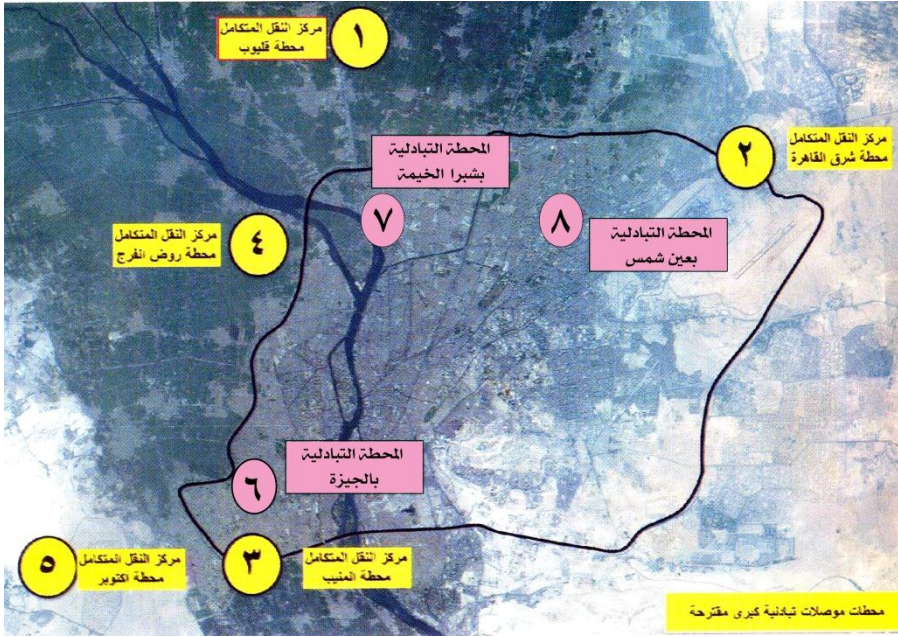 مركز النقل المتكامل
محطة قليوب
١
٢
مركز النقل المتكامل
محطة شرق القاهرة
المحطة التبادلية
بشبرا الخيمة
٧
٨
المحطة التبادلية
بعين شمس
٤
مركز النقل المتكامل
محطة روض الفرج
المحطة التبادلية
بالجيزة
٦
٥
مركز النقل المتكامل
محطة اكتوبر
٣
مركز النقل المتكامل
محطة المنيب
محطات موصلات تبادلية كبرى مقترحة